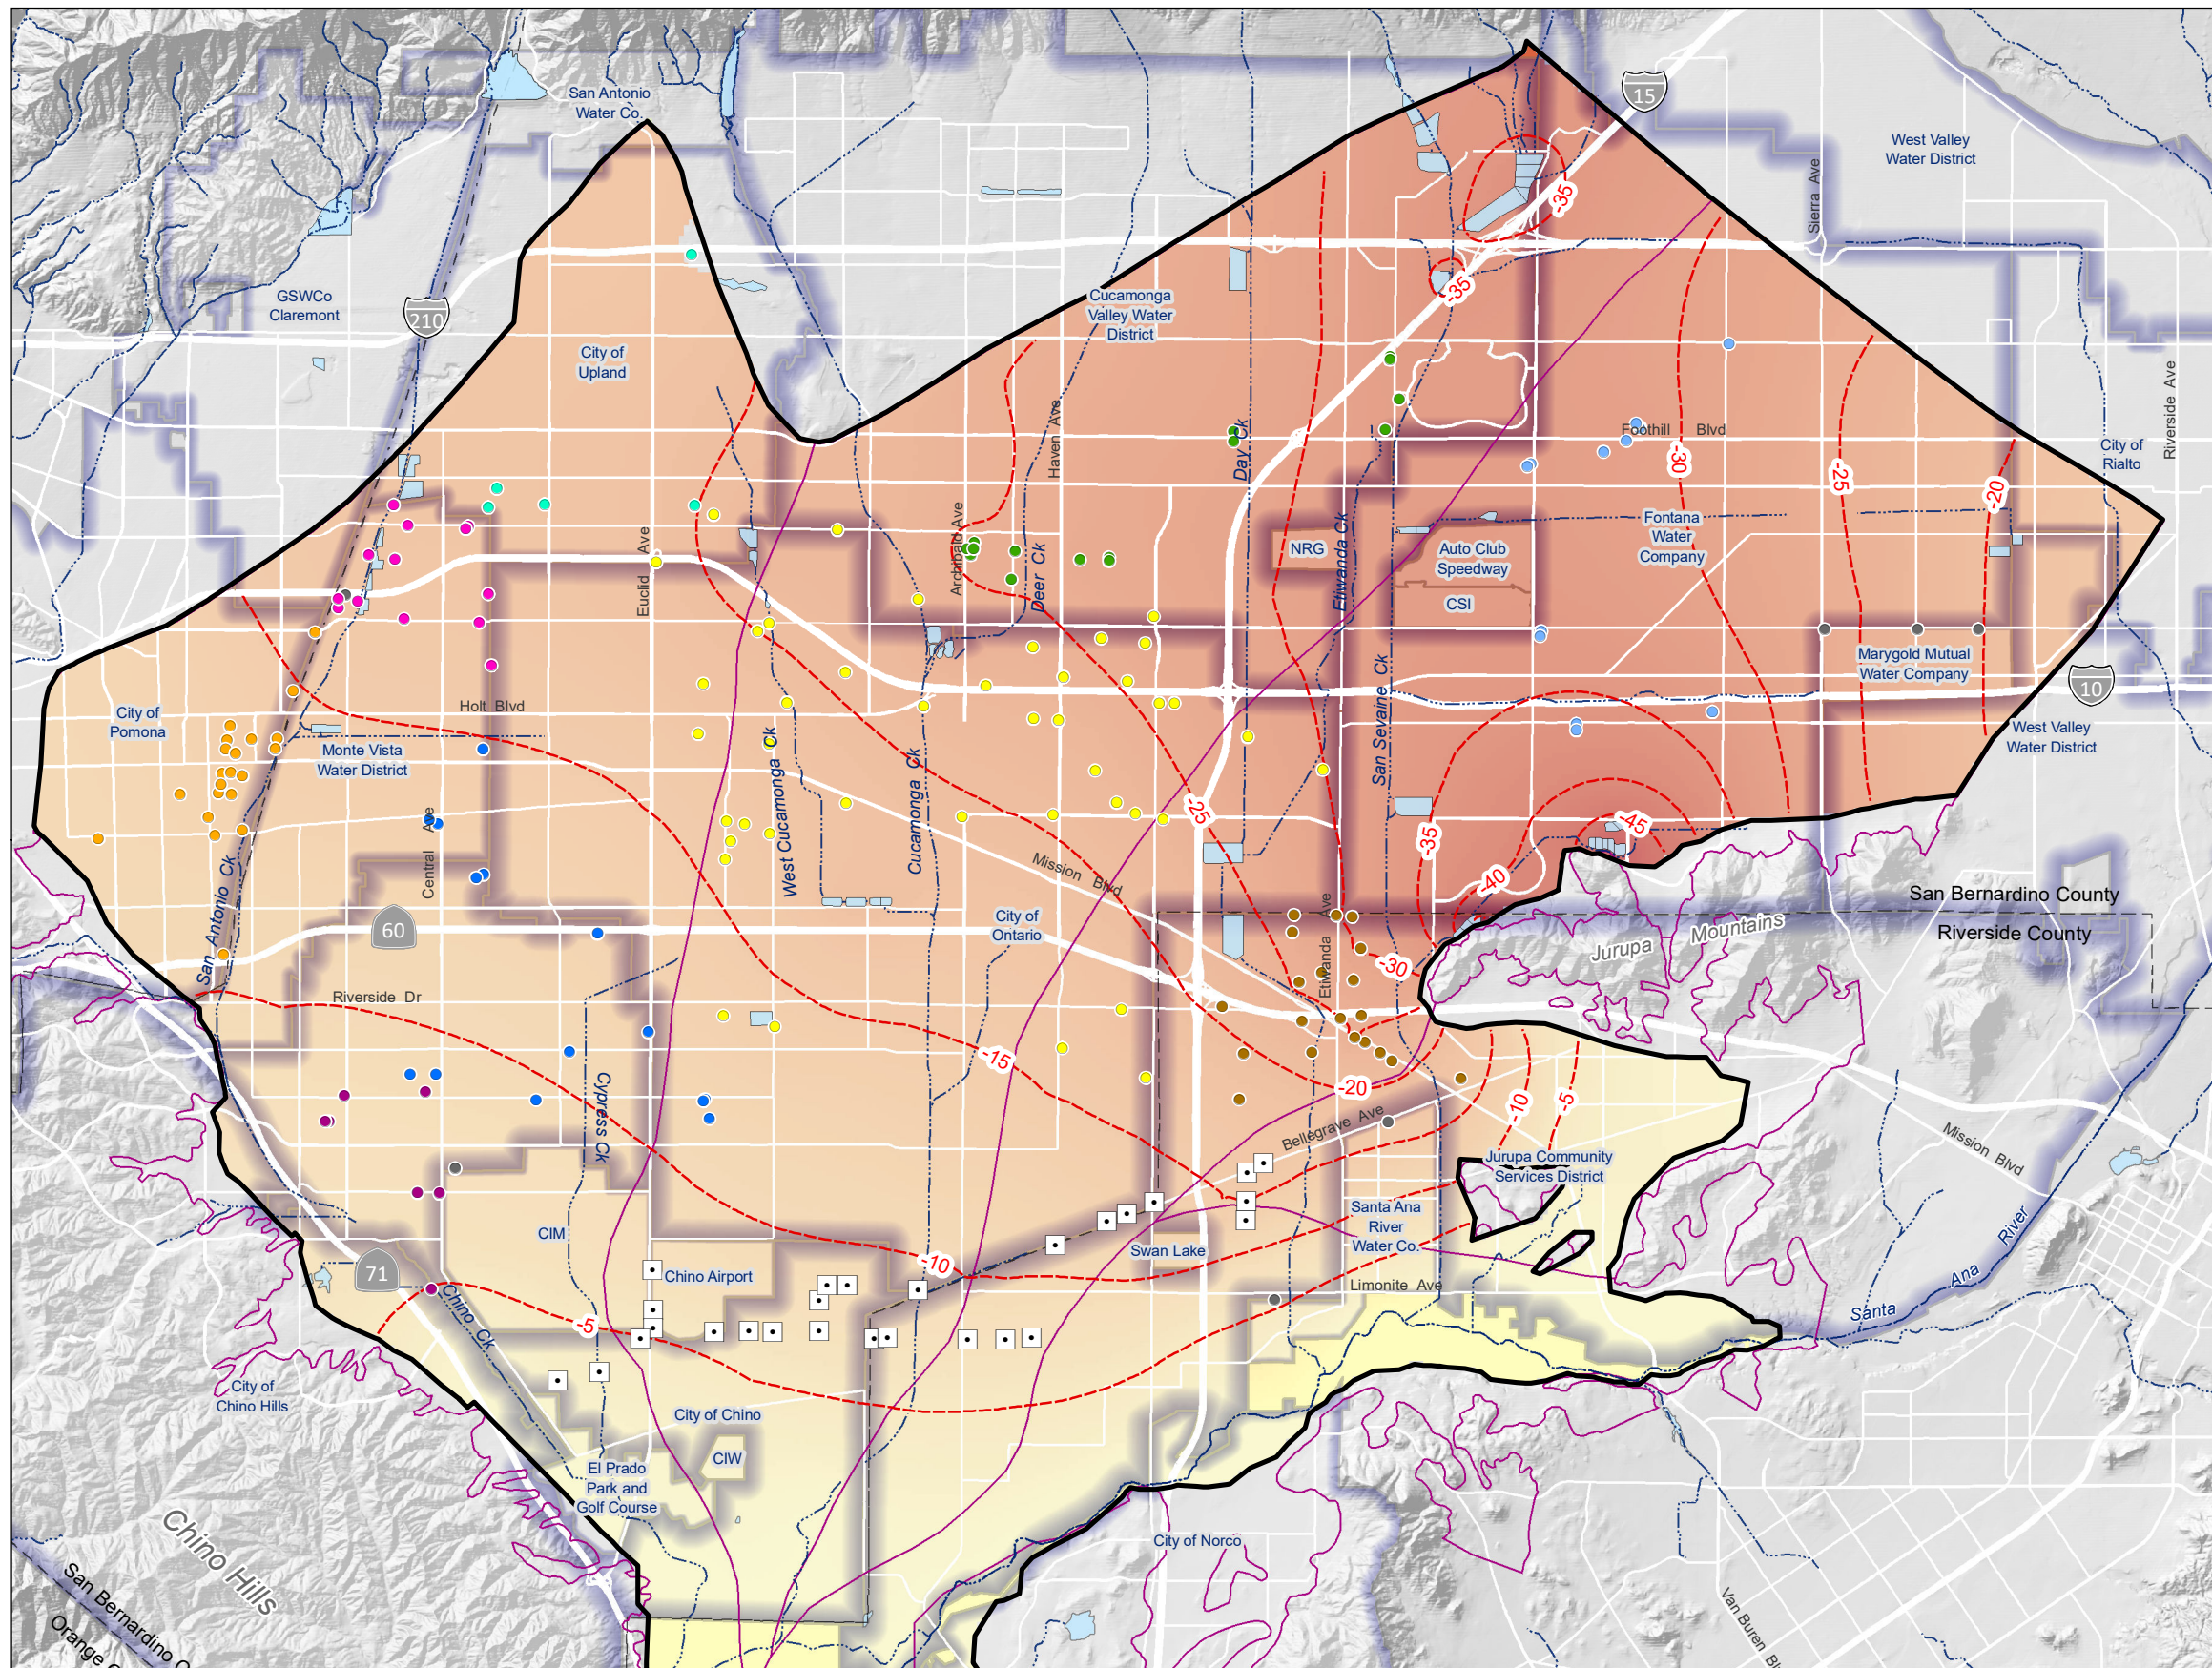 San Antonio
Water Co.
15
West Valley
Water District
Sierra Ave
-35
GSWCo
Claremont
210
Cucamonga
Valley Water
District
-35
City of
Upland
Riverside Ave
Haven Ave
Day Ck
Foothill Blvd
-30
-25
-20
City of
Rialto
Euclid Ave
Archibald Ave
Deer Ck
NRG
Etiwanda Ck
Auto Club
Speedway
CSI
Fontana
Water
Company
Marygold Mutual
Water Company
10
Holt Blvd
City of
Pomona
Monte Vista
Water District
West Cucamonga Ck
Cucamonga Ck
San Sevaine Ck
West Valley
Water District
-25
-35
-45
Central Ave
San Antonio Ck
Mission Blvd
-40
60
City of
Ontario
Etiwanda Ave
San Bernardino County
Riverside County
Jurupa Mountains
-30
Riverside Dr
-15
-20
-10
-5
Cypress Ck
Bellegrave Ave
Mission Blvd
Jurupa Community
Services District
CIM
Santa Ana
River
Water Co.
Swan Lake
-10
71
Chino Airport
Limonite Ave
Santa Ana River
Chino Ck
-5
City of
Chino Hills
City of Chino
CIW
El Prado
Park and
Golf Course
City of Norco
Chino Hills
San Bernardino
Orange
Van Buren